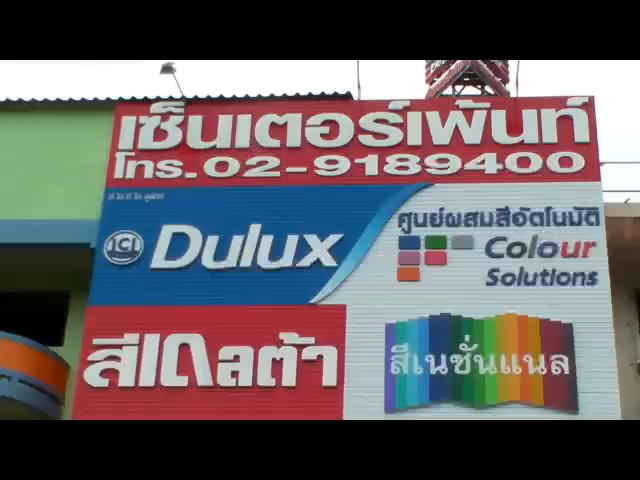 เซ็นเตอร์เพ้นท์
โทร.02-9189400
ICI Dulux
ศูนย์ผสมสีอัตโนมัติ
Colour
Solutions
สีเดลต้า
สีเนชั่นแนล